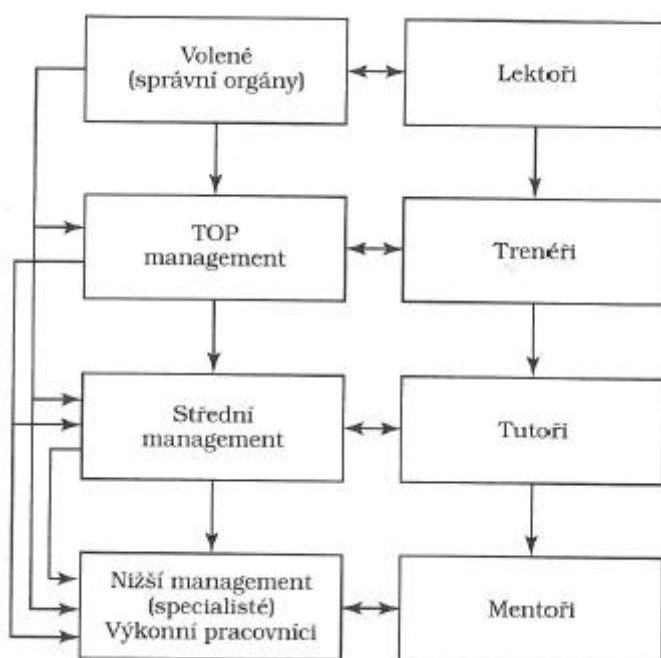 Volené
(správní orgány)
Lektoři
TOP
management
Trenéři
Střední
management
Tutoři
Nižší management
(specialisté)
Výkonní pracovníci
Mentoři